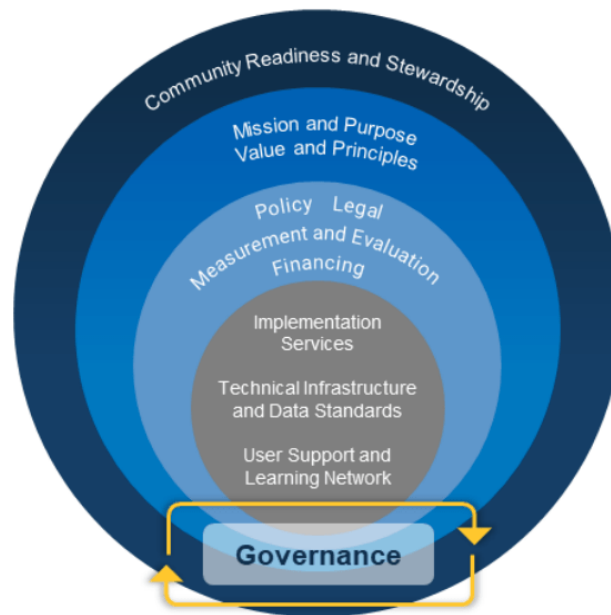 Community Readiness and Stewardship
Mission and Purpose
Value and Principles
Policy Legal
Measurement and Evaluation
Financing
Implementation
Services
Technical Infrastructure
and Data Standards
User Support and
Learning Network
Governance